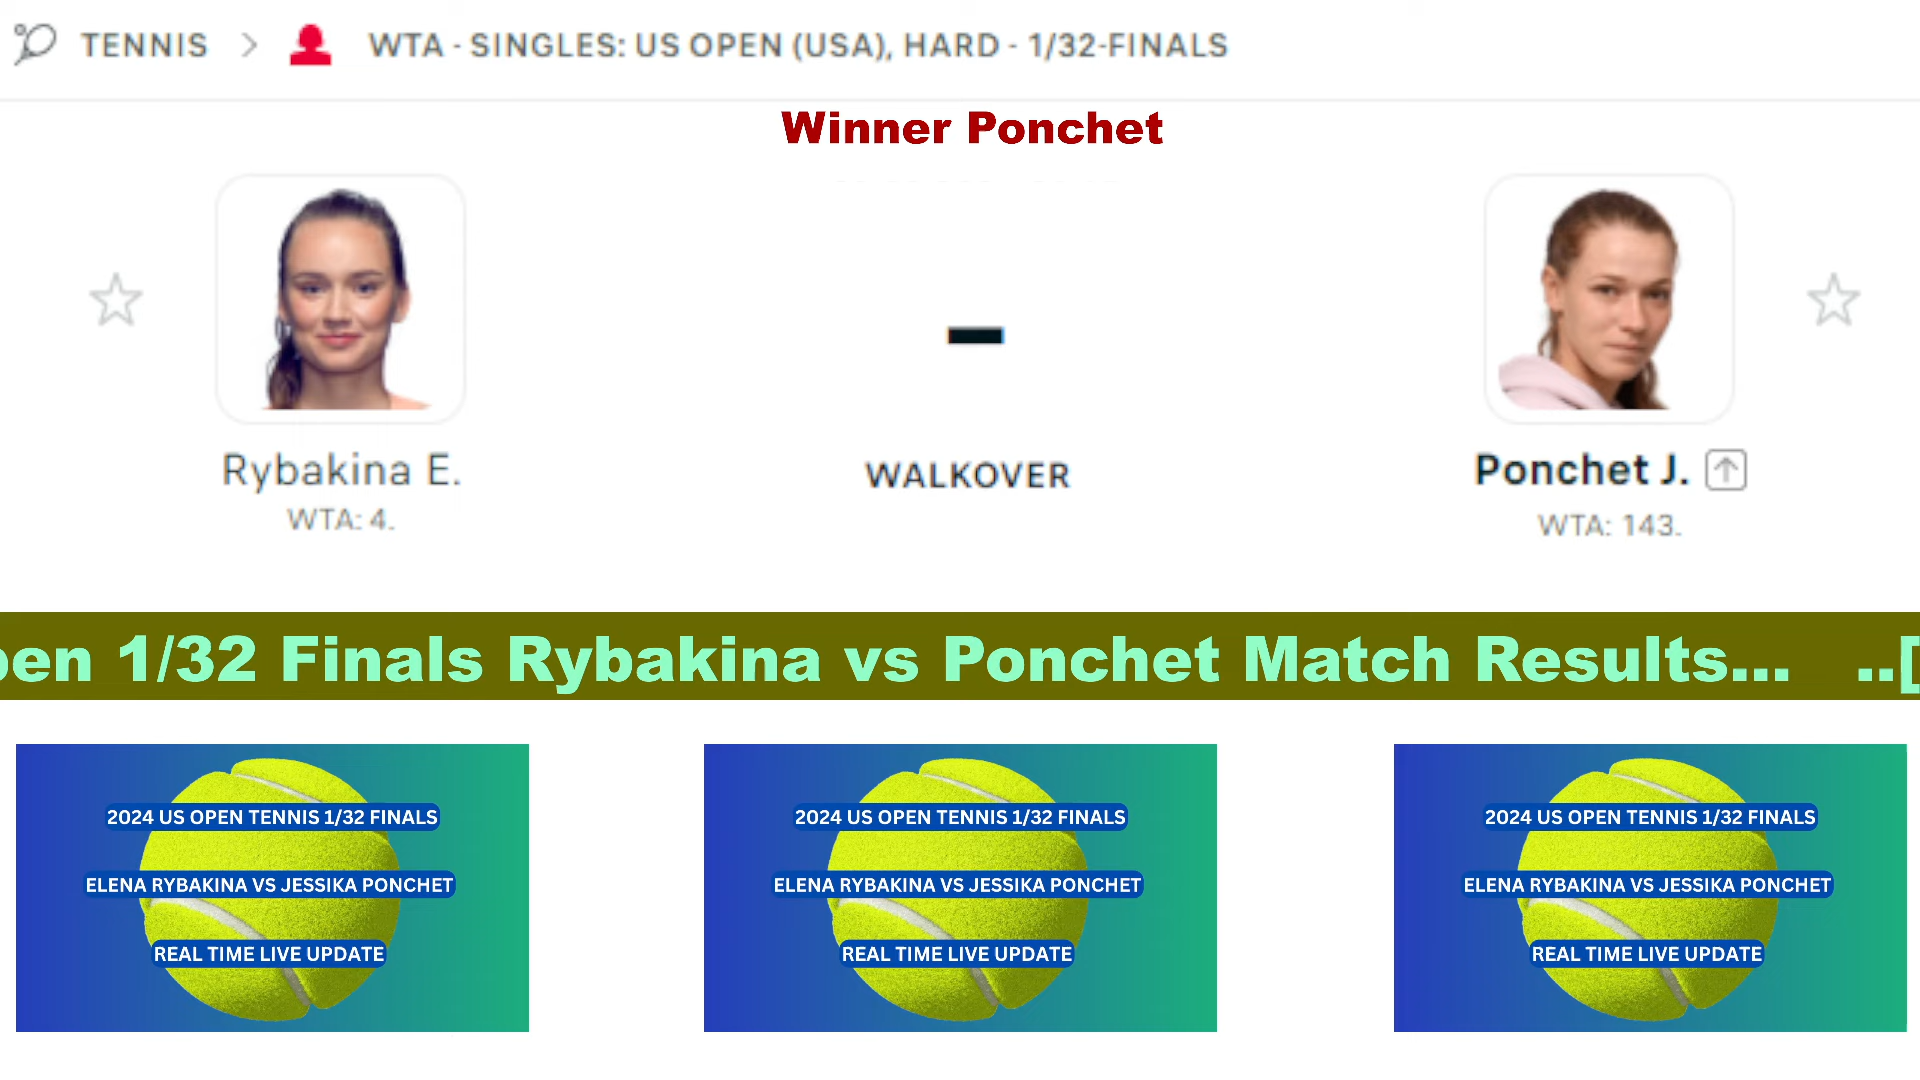 TENNIS > WTA - SINGLES: US OPEN (USA), HARD - 1/32-FINALS
Winner Ponchet
-
Rybakina E.
WTA: 4.
WALKOVER
Ponchet J.
WTA: 143.
pen 1/32 Finals Rybakina vs Ponchet Match Results... ..[
2024 US OPEN TENNIS 1/32 FINALS
ELENA RYBAKINA VS JESSIKA PONCHET
REAL TIME LIVE UPDATE
2024 US OPEN TENNIS 1/32 FINALS
ELENA RYBAKINA VS JESSIKA PONCHET
REAL TIME LIVE UPDATE
2024 US OPEN TENNIS 1/32 FINALS
ELENA RYBAKINA VS JESSIKA PONCHET
REAL TIME LIVE UPDATE